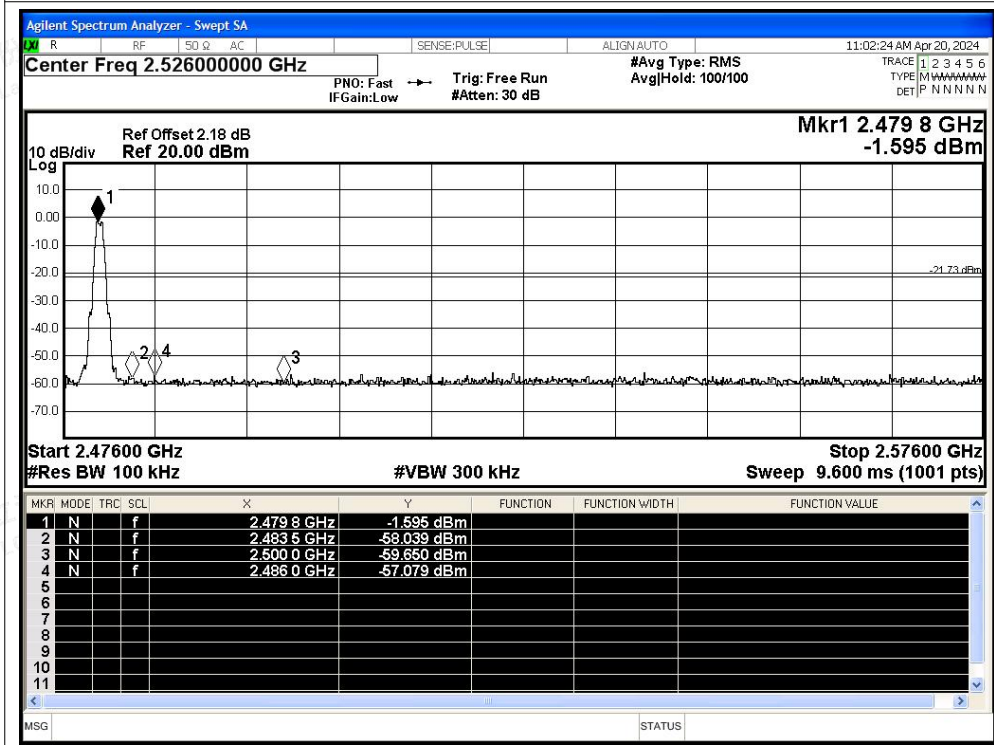 Agilent Spectrum Analyzer - Swept SA
LXI R RF 50 Ω AC SENSE:PULSE ALIGN AUTO 11:02:24 AM Apr 20, 2024
Center Freq 2.526000000 GHz
PNO: Fast
IFGain:Low
Trig: Free Run
#Atten: 30 dB
#Avg Type: RMS
Avg|Hold: 100/100
TRACE 1 2 3 4 5 6
TYPE M WWWWW
DET P N N N N N
Mkr1 2.479 8 GHz
-1.595 dBm
Ref Offset 2.18 dB
10 dB/div Ref 20.00 dBm
Log
10.0
0.00
-10.0
-20.0
-30.0
-40.0
-50.0
-60.0
-70.0
1
-21.73 dBm
2 4 3
Start 2.47600 GHz Stop 2.57600 GHz
#Res BW 100 kHz #VBW 300 kHz Sweep 9.600 ms (1001 pts)
MKR MODE TRC SCL X Y FUNCTION FUNCTION WIDTH FUNCTION VALUE
1 N f 2.479 8 GHz -1.595 dBm
2 N f 2.483 5 GHz -58.039 dBm
3 N f 2.500 0 GHz -59.650 dBm
4 N f 2.486 0 GHz -57.079 dBm
5
6
7
8
9
10
11
MSG STATUS